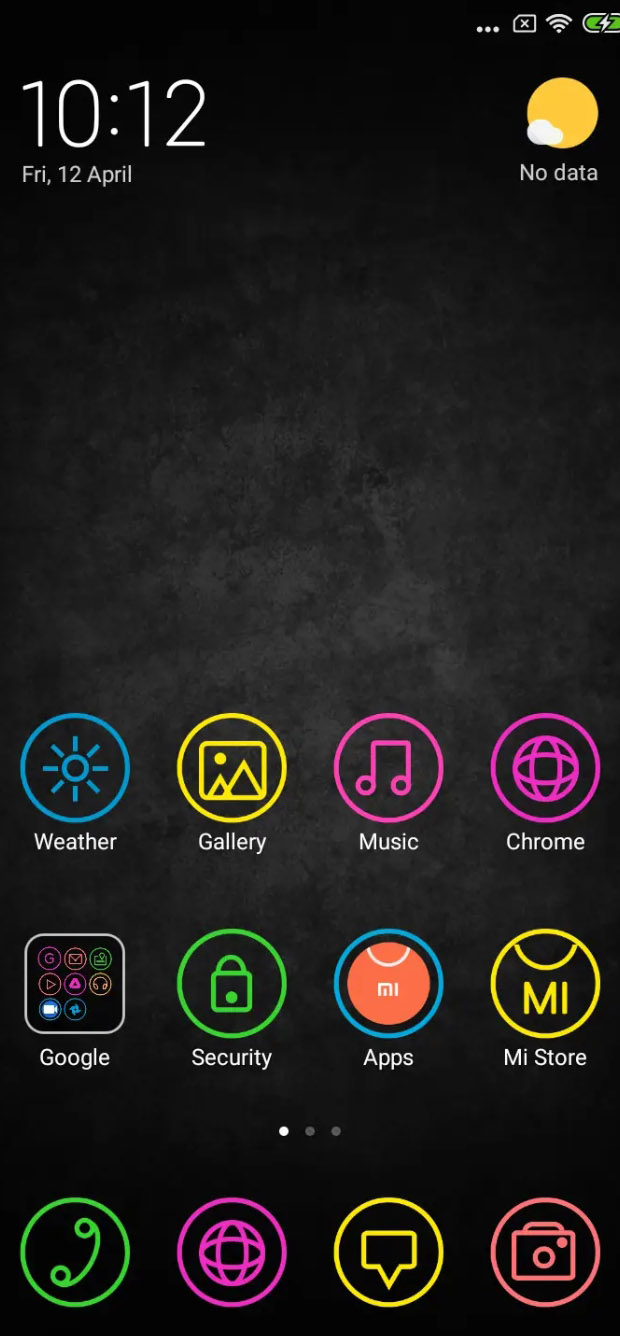 10:12
Fri, 12 April
No data
Weather
Gallery
Music
Chrome
Google
Security
Apps
Mi Store
G
mi
MI